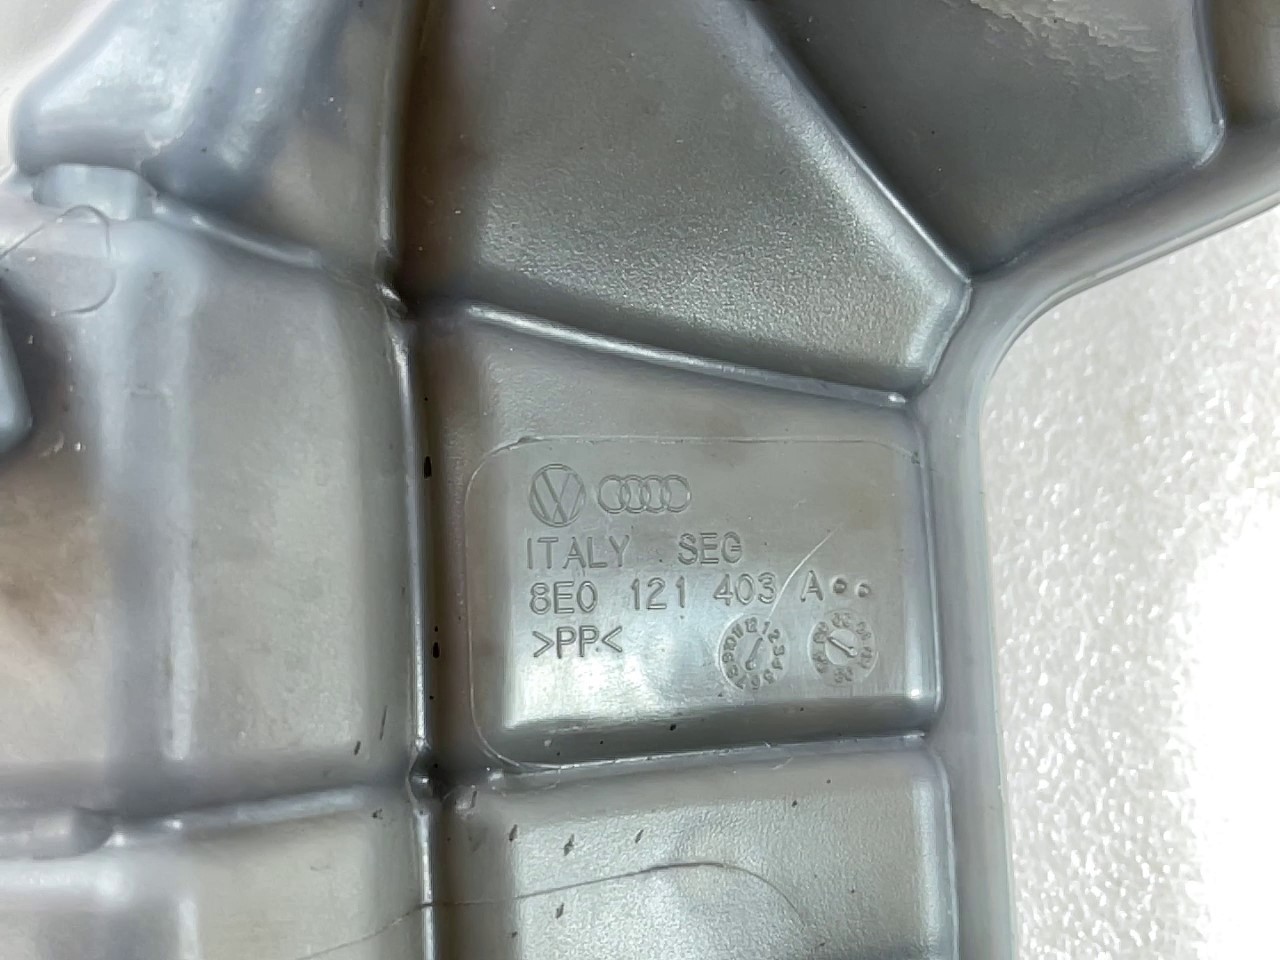 ITALY SEG
8E0 121 403 A
>PP<